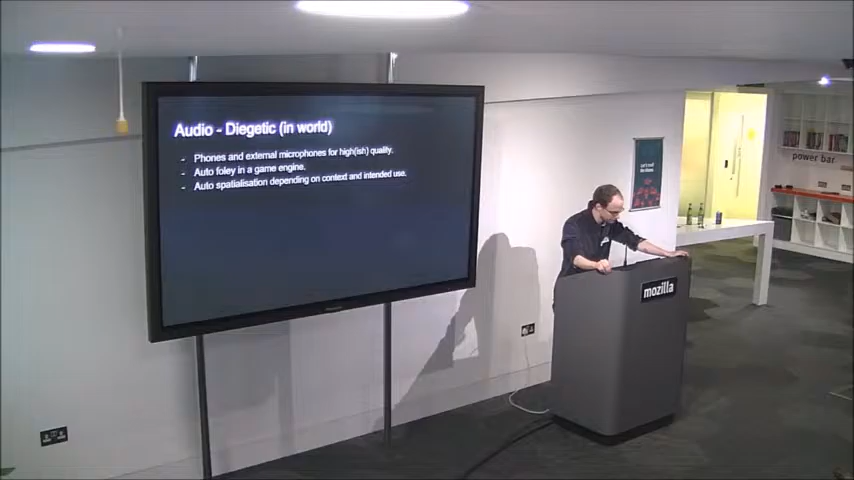 Audio - Diegetic (in world)
- Phones and external microphones for high(ish) quality.
- Auto foley in a game engine.
- Auto spatialisation depending on context and intended use.
mozilla
power bar